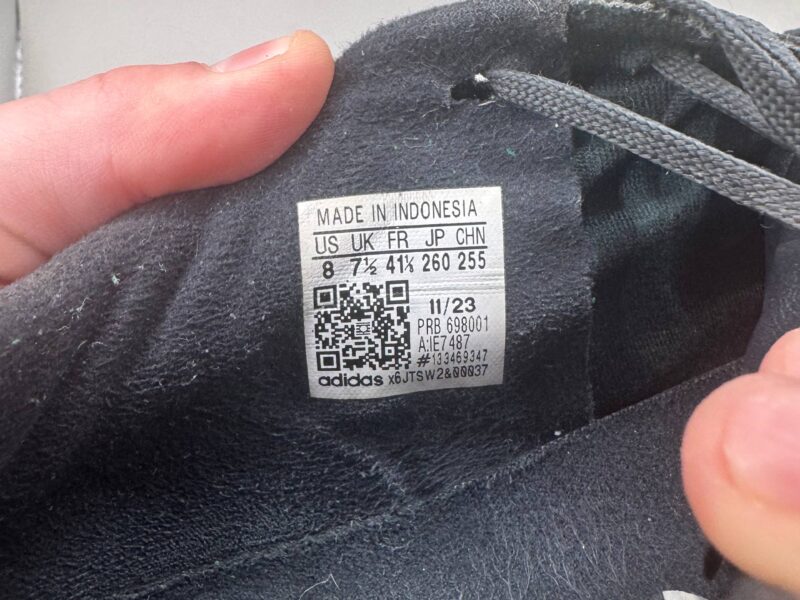 MADE IN INDONESIA
US UK FR JP CHN
8 7½ 41⅓ 260 255
11/23
PRB 698001
A:IE7487
#133469347
adidas x6JTSW2&00037